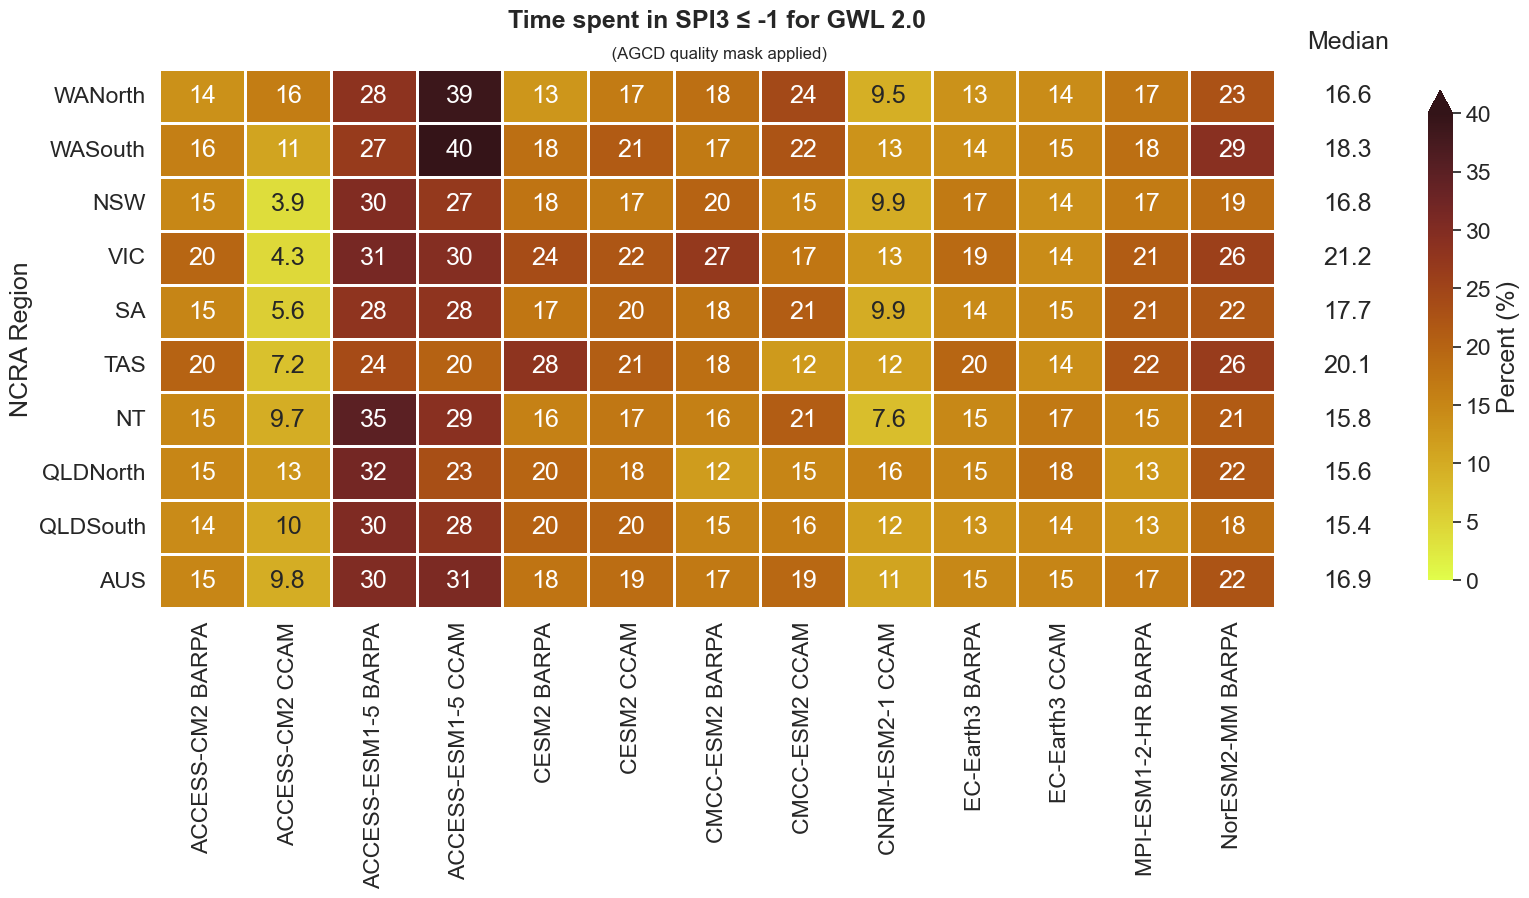 Time spent in SPI3 ≤ -1 for GWL 2.0
(AGCD quality mask applied)
Median
NCRA Region
WANorth 14 16 28 39 13 17 18 24 9.5 13 14 17 23 16.6
WASouth 16 11 27 40 18 21 17 22 13 14 15 18 29 18.3
NSW 15 3.9 30 27 18 17 20 15 9.9 17 14 17 19 16.8
VIC 20 4.3 31 30 24 22 27 17 13 19 14 21 26 21.2
SA 15 5.6 28 28 17 20 18 21 9.9 14 15 21 22 17.7
TAS 20 7.2 24 20 28 21 18 12 12 20 14 22 26 20.1
NT 15 9.7 35 29 16 17 16 21 7.6 15 17 15 21 15.8
QLDNorth 15 13 32 23 20 18 12 15 16 15 18 13 22 15.6
QLDSouth 14 10 30 28 20 20 15 16 12 13 14 13 18 15.4
AUS 15 9.8 30 31 18 19 17 19 11 15 15 17 22 16.9
ACCESS-CM2 BARPA
ACCESS-CM2 CCAM
ACCESS-ESM1-5 BARPA
ACCESS-ESM1-5 CCAM
CESM2 BARPA
CESM2 CCAM
CMCC-ESM2 BARPA
CMCC-ESM2 CCAM
CNRM-ESM2-1 CCAM
EC-Earth3 BARPA
EC-Earth3 CCAM
MPI-ESM1-2-HR BARPA
NorESM2-MM BARPA
40
35
30
25
20
15
10
5
0
Percent (%)